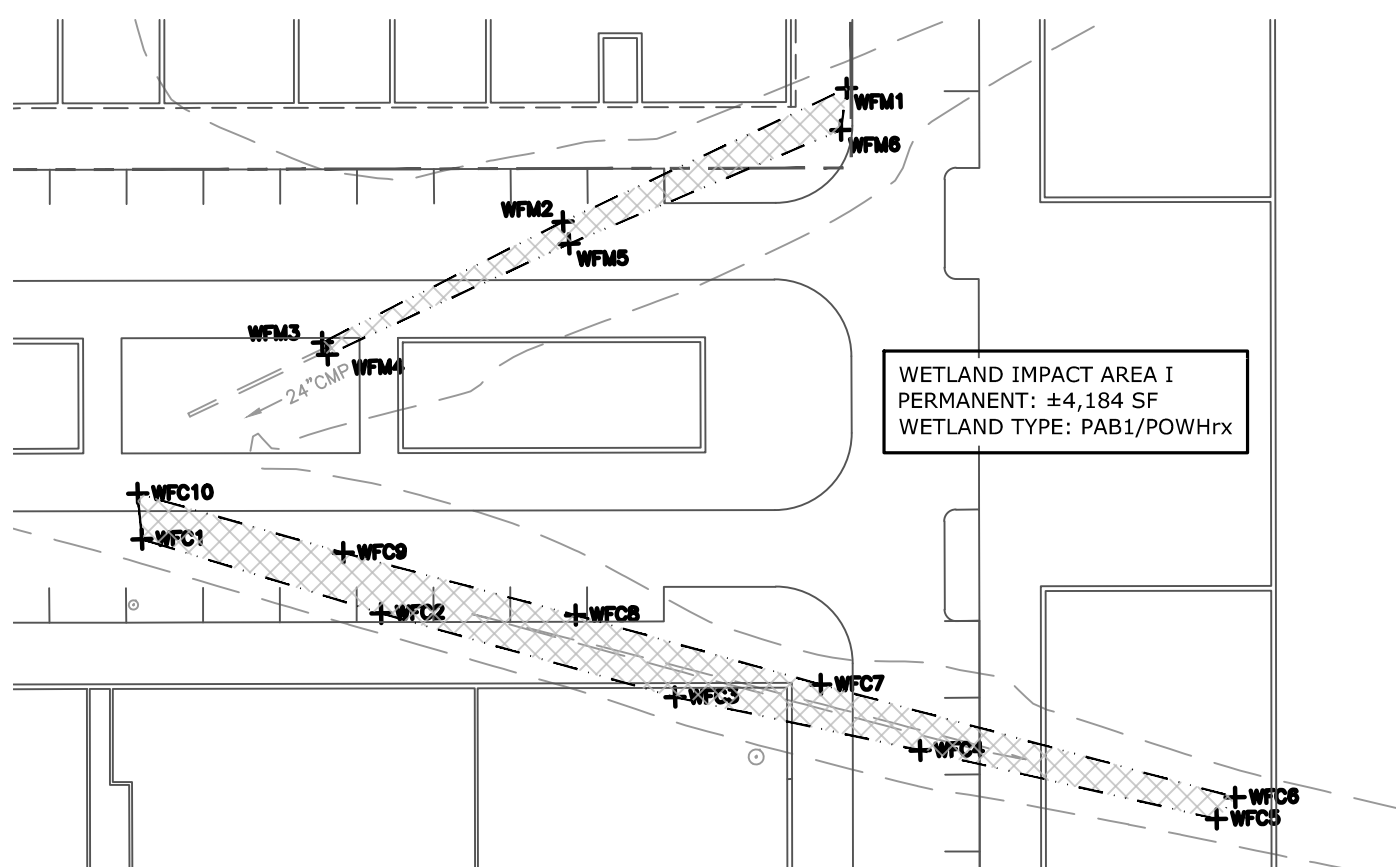 WFM1
WFM6
WFM2
WFM5
WFM3
WFM4
24"CMP
WETLAND IMPACT AREA I
PERMANENT: ±4,184 SF
WETLAND TYPE: PAB1/POWHrx
WFC10
WFC1
WFC9
WFC2
WFC8
WFC7
WFC3
WFC4
WFC6
WFC5